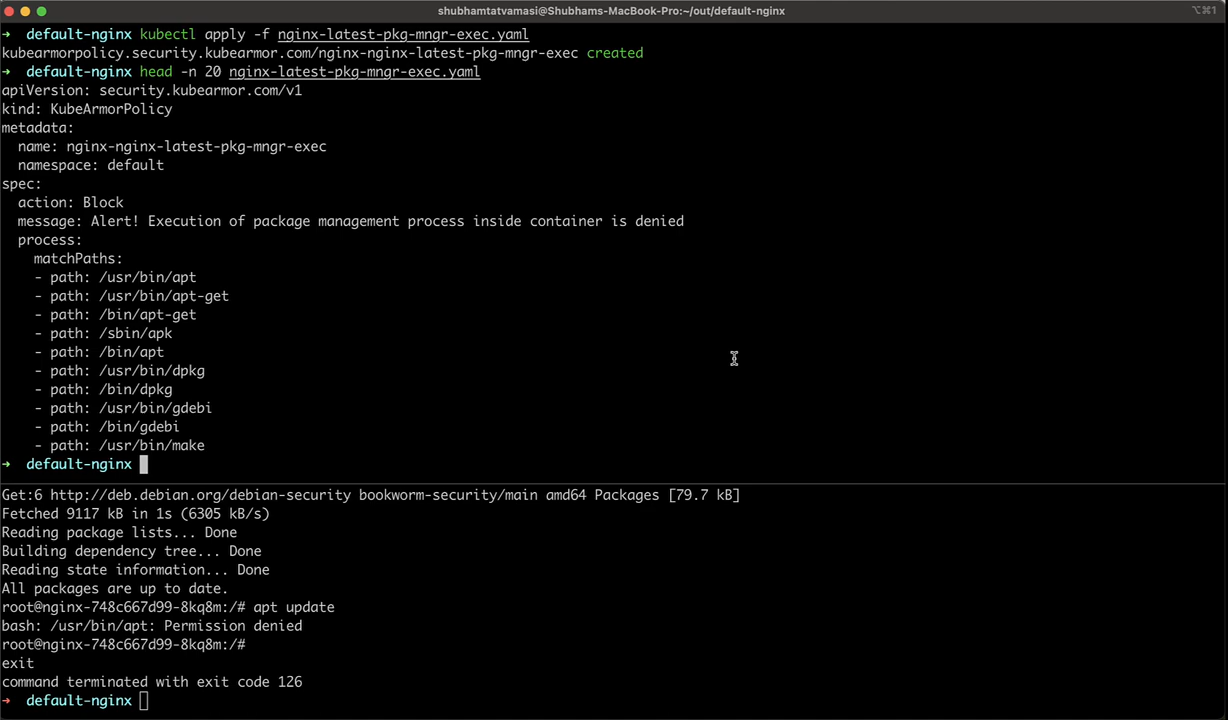 shubhamtatvamasi@Shubhams-MacBook-Pro:~/out/default-nginx
⌥⌘1
➜ default-nginx kubectl apply -f nginx-latest-pkg-mngr-exec.yaml
kubearmorpolicy.security.kubearmor.com/nginx-nginx-latest-pkg-mngr-exec created
➜ default-nginx head -n 20 nginx-latest-pkg-mngr-exec.yaml
apiVersion: security.kubearmor.com/v1
kind: KubeArmorPolicy
metadata:
  name: nginx-nginx-latest-pkg-mngr-exec
  namespace: default
spec:
  action: Block
  message: Alert! Execution of package management process inside container is denied
  process:
    matchPaths:
    - path: /usr/bin/apt
    - path: /usr/bin/apt-get
    - path: /bin/apt-get
    - path: /sbin/apk
    - path: /bin/apt
    - path: /usr/bin/dpkg
    - path: /bin/dpkg
    - path: /usr/bin/gdebi
    - path: /bin/gdebi
    - path: /usr/bin/make
➜ default-nginx
Get:6 http://deb.debian.org/debian-security bookworm-security/main amd64 Packages [79.7 kB]
Fetched 9117 kB in 1s (6305 kB/s)
Reading package lists... Done
Building dependency tree... Done
Reading state information... Done
All packages are up to date.
root@nginx-748c667d99-8kq8m:/# apt update
bash: /usr/bin/apt: Permission denied
root@nginx-748c667d99-8kq8m:/#
exit
command terminated with exit code 126
➜ default-nginx